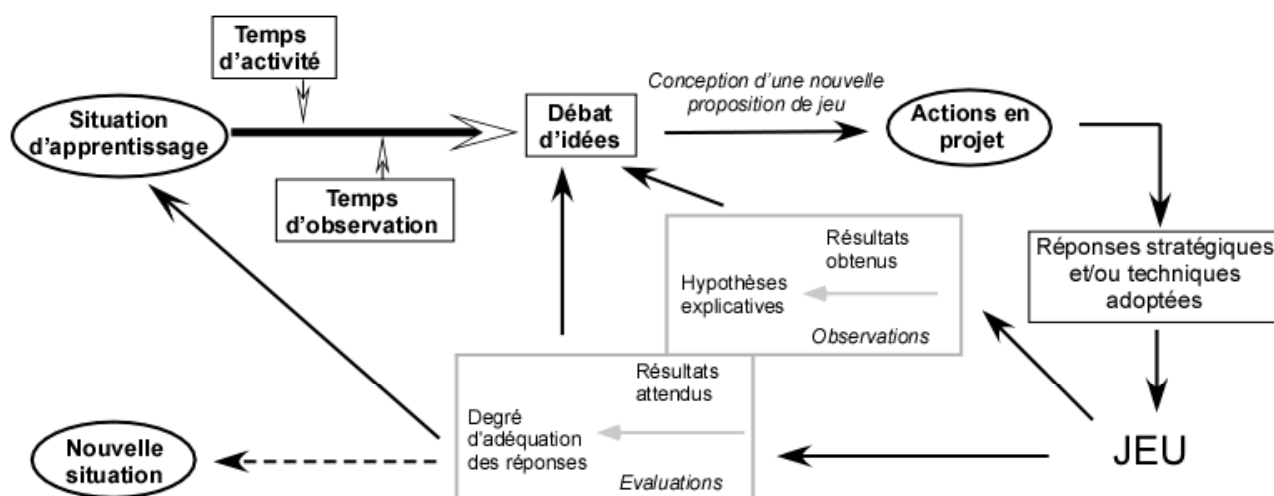 Temps
d’activité
Situation
d’apprentissage
Temps
d’observation
Débat
d’idées
Conception d’une nouvelle
proposition de jeu
Actions en
projet
Réponses stratégiques
et/ou techniques
adoptées
Résultats
obtenus
Hypothèses
explicatives
Observations
Résultats
attendus
Degré
d’adéquation
des réponses
Evaluations
JEU
Nouvelle
situation